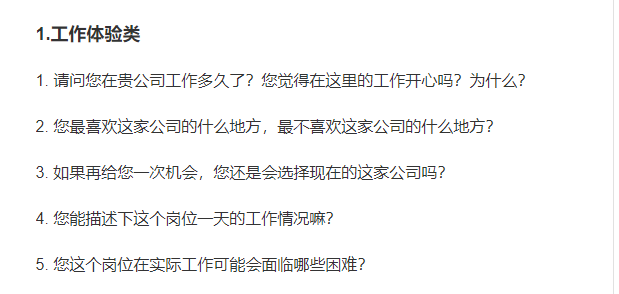 1.工作体验类
1. 请问您在贵公司工作多久了？您觉得在这里的工作开心吗？为什么？
2. 您最喜欢这家公司的什么地方，最不喜欢这家公司的什么地方？
3. 如果再给您一次机会，您还是会选择现在的这家公司吗？
4. 您能描述下这个岗位一天的工作情况嘛？
5. 您这个岗位在实际工作可能会面临哪些困难？